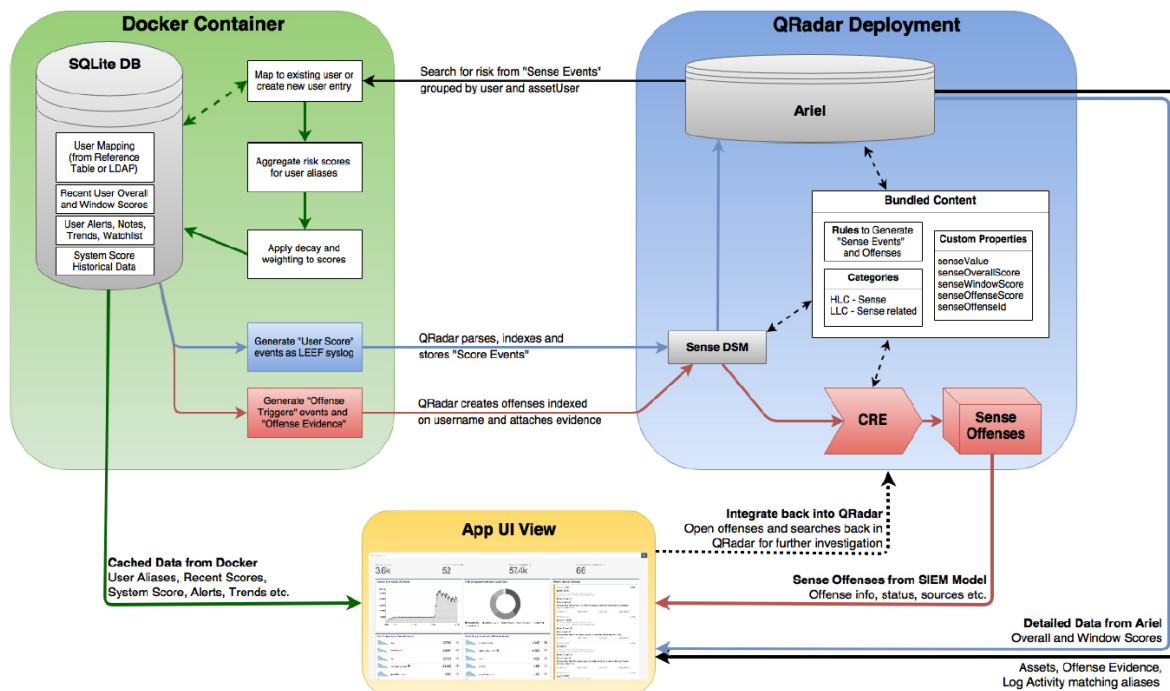 Docker Container
SQLite DB
User Mapping
(from Reference
Table or LDAP)
Recent User Overall
and Window Scores
User Alerts, Notes,
Trends, Watchlist
System Score
Historical Data
Map to existing user or
create new user entry
Aggregate risk scores
for user aliases
Apply decay and
weighting to scores
Generate "User Score"
events as LEEF syslog
Generate "Offense
Triggers" events and
"Offense Evidence"
Search for risk from "Sense Events"
grouped by user and assetUser
QRadar parses, indexes and
stores "Score Events"
QRadar creates offenses indexed
on username and attaches evidence
QRadar Deployment
Ariel
Bundled Content
Rules to Generate
"Sense Events"
and Offenses
Categories
HLC - Sense
LLC - Sense related
Custom Properties
senseValue
senseOverallScore
senseWindowScore
senseOffenseScore
senseOffenseId
Sense DSM
CRE
Sense
Offenses
App UI View
3.6k
52
57.4k
66
Cached Data from Docker
User Aliases, Recent Scores,
System Score, Alerts, Trends etc.
Integrate back into QRadar
Open offenses and searches back in
QRadar for further investigation
Sense Offenses from SIEM Model
Offense info, status, sources etc.
Detailed Data from Ariel
Overall and Window Scores
Assets, Offense Evidence,
Log Activity matching aliases